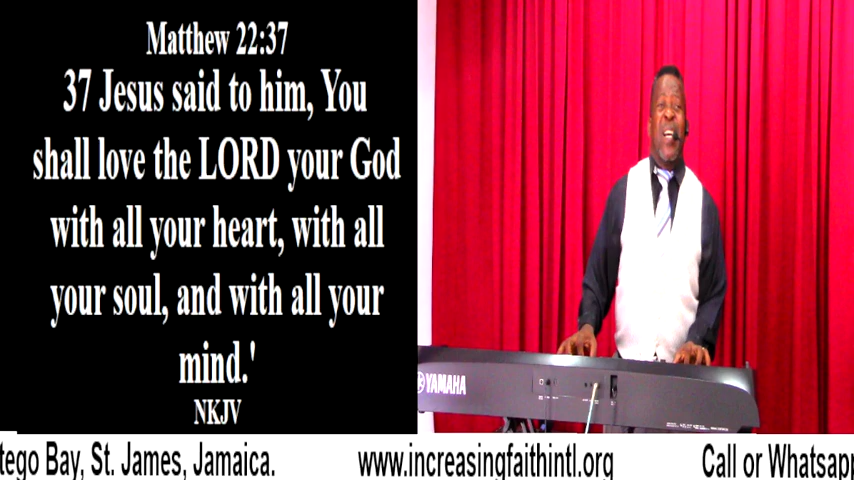 Matthew 22:37
37 Jesus said to him, You
shall love the LORD your God
with all your heart, with all
your soul, and with all your
mind.'
NKJV
YAMAHA
tego Bay, St. James, Jamaica. www.increasingfaithintl.org Call or Whatsapp